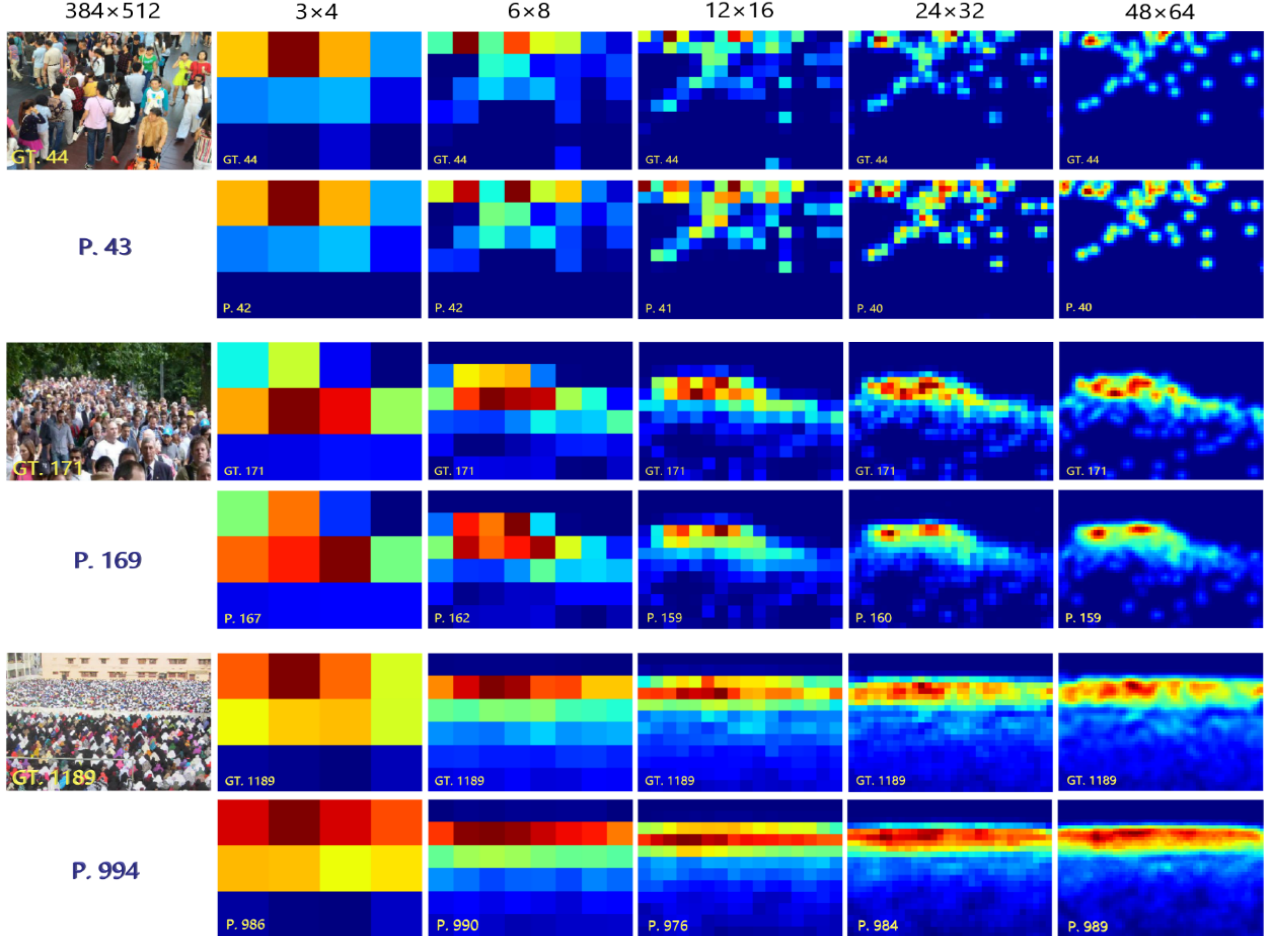 384×512 3×4 6×8 12×16 24×32 48×64
GT. 44 GT. 44 GT. 44 GT. 44 GT. 44 GT. 44
P. 43 P. 42 P. 42 P. 41 P. 40 P. 40
GT. 171 GT. 171 GT. 171 GT. 171 GT. 171 GT. 171
P. 169 P. 167 P. 162 P. 159 P. 160 P. 159
GT. 1189 GT. 1189 GT. 1189 GT. 1189 GT. 1189 GT. 1189
P. 994 P. 986 P. 990 P. 976 P. 984 P. 989